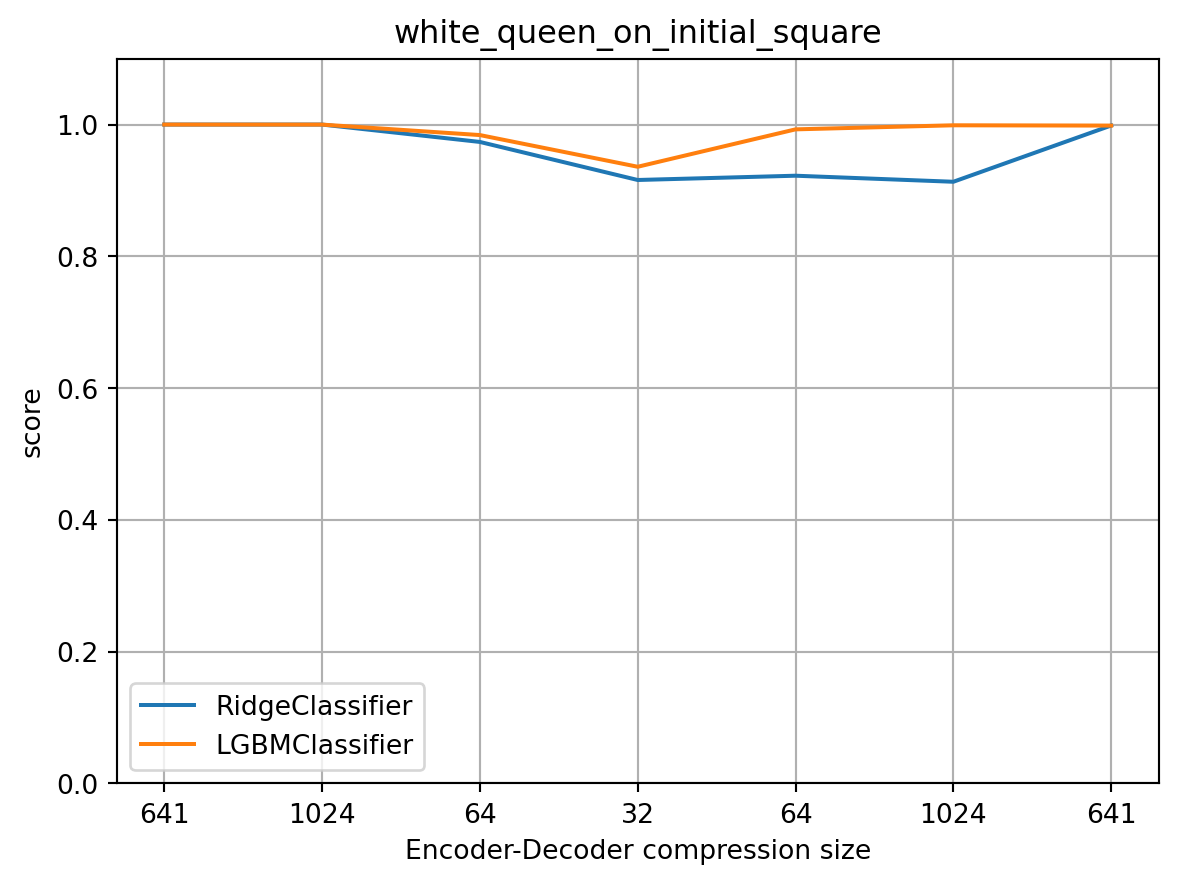 white_queen_on_initial_square
1.0
0.8
0.6
0.4
0.2
0.0
score
RidgeClassifier
LGBMClassifier
641 1024 64 32 64 1024 641
Encoder-Decoder compression size